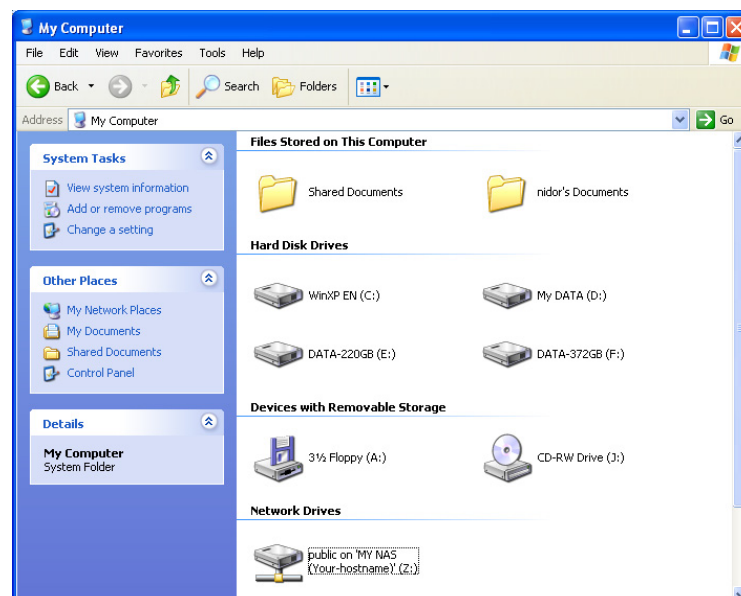 My Computer
File Edit View Favorites Tools Help
Back Search Folders
Address My Computer Go
System Tasks
View system information
Add or remove programs
Change a setting
Other Places
My Network Places
My Documents
Shared Documents
Control Panel
Details
My Computer
System Folder
Files Stored on This Computer
Shared Documents nidor's Documents
Hard Disk Drives
WinXP EN (C:) My DATA (D:)
DATA-220GB (E:) DATA-372GB (F:)
Devices with Removable Storage
3½ Floppy (A:) CD-RW Drive (J:)
Network Drives
public on 'MY NAS
(Your-hostname)' (Z:)